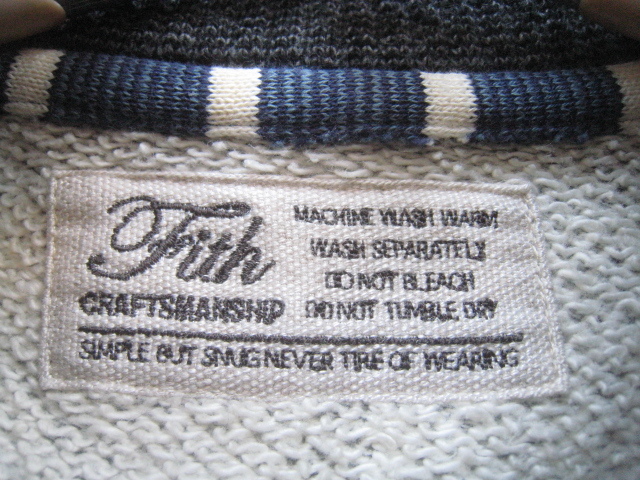 Fith
CRAFTSMANSHIP
MACHINE WASH WARM
WASH SEPARATELY
DO NOT BLEACH
DO NOT TUMBLE DRY
SIMPLE BUT SNUG NEVER TIRE OF WEARING